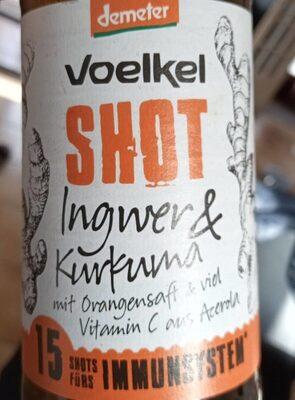 demeter
Voelkel
SHOT
Ingwer &
Kurkuma
mit Orangensaft & viel
Vitamin C aus Acerola
15 SHOTS FÜRS IMMUNSYSTEM*